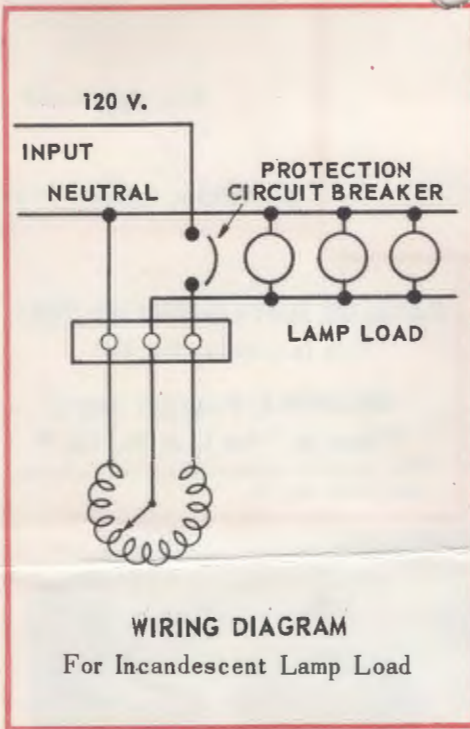 120 V.
INPUT
NEUTRAL
PROTECTION
CIRCUIT BREAKER
LAMP LOAD
WIRING DIAGRAM
For Incandescent Lamp Load